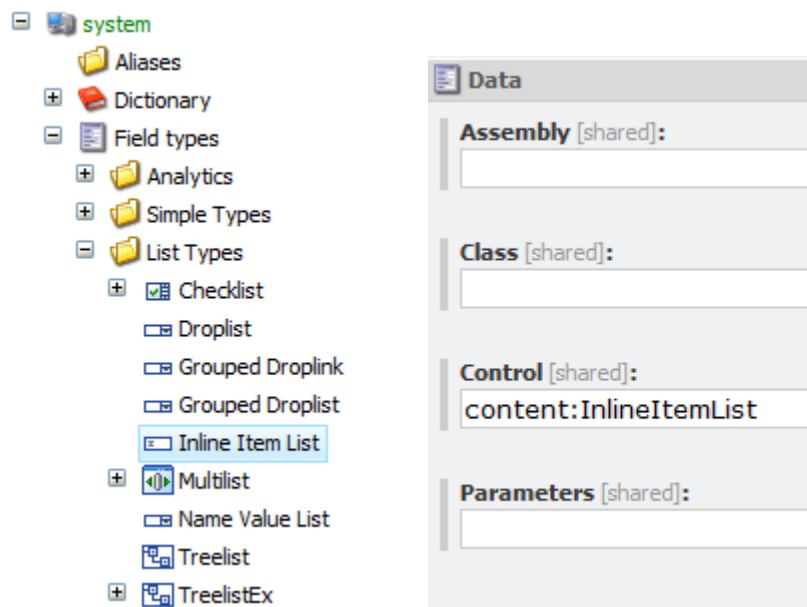 system
Aliases
Dictionary
Field types
Analytics
Simple Types
List Types
Checklist
Droplist
Grouped Droplink
Grouped Droplist
Inline Item List
Multilist
Name Value List
Treelist
TreelistEx
Data
Assembly [shared]:
Class [shared]:
Control [shared]:
content:InlineItemList
Parameters [shared]: